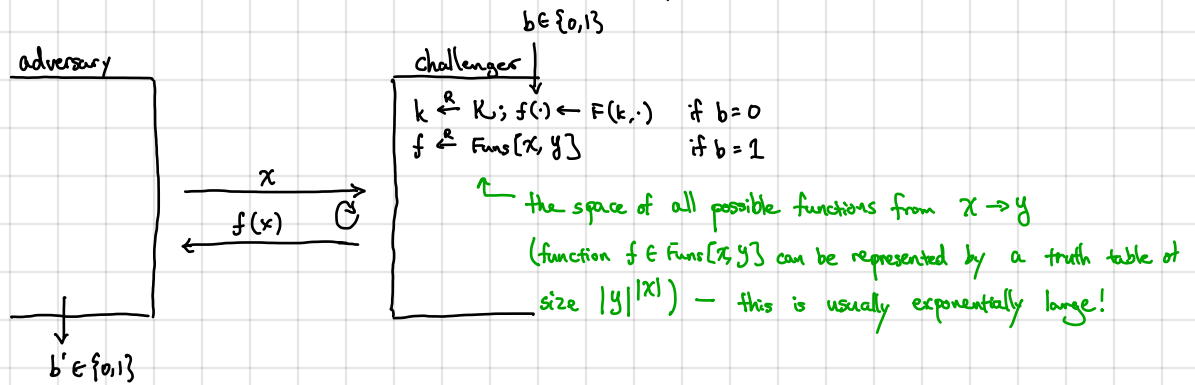 b ∈ {0,1}
adversary
challenger
k ←ᴿ K; f(·) ← F(k,·) if b = 0
f ←ᴿ Funs[X, Y] if b = 1
x
f(x)
the space of all possible functions from X → Y
(function f ∈ Funs[X, Y] can be represented by a truth table of
size |Y|^|X|) — this is usually exponentially large!
b' ∈ {0,1}